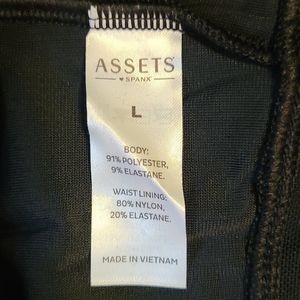 ASSETS
♥ SPANX
L
BODY:
91% POLYESTER,
9% ELASTANE.
WAIST LINING:
80% NYLON,
20% ELASTANE.
MADE IN VIETNAM